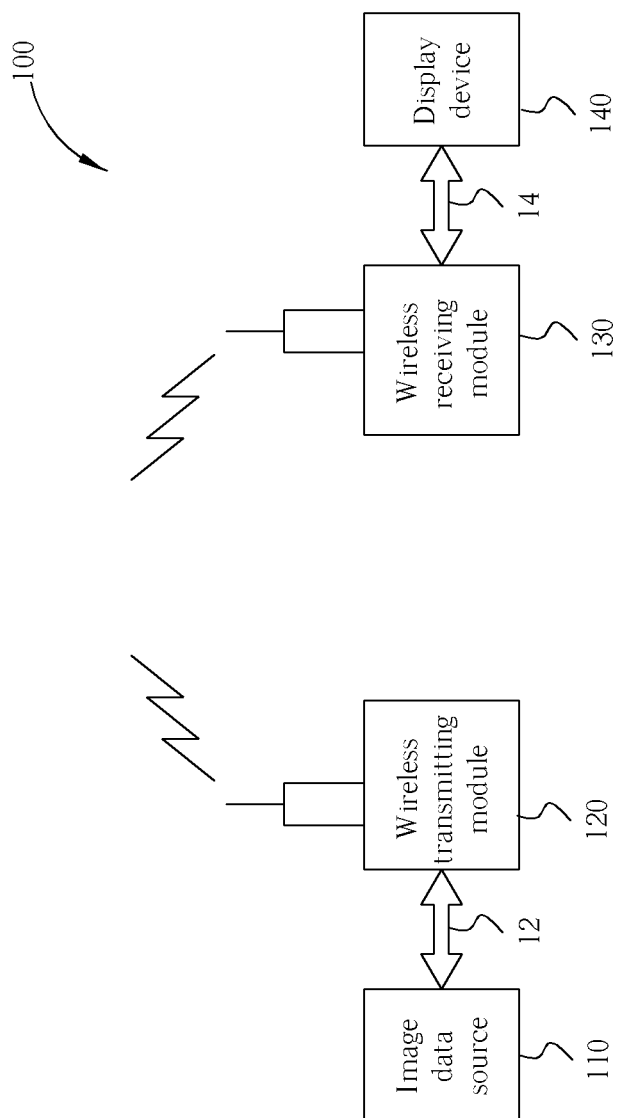 100
Image
data
source
110
12
Wireless
transmitting
module
120
Wireless
receiving
module
130
14
Display
device
140